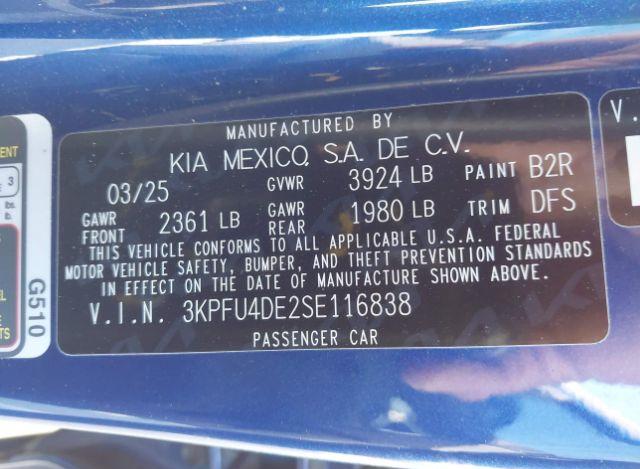 MANUFACTURED BY
KIA MEXICO, S.A. DE C.V.
03/25 GVWR 3924 LB PAINT B2R
GAWR FRONT 2361 LB GAWR REAR 1980 LB TRIM DFS
THIS VEHICLE CONFORMS TO ALL APPLICABLE U.S.A. FEDERAL
MOTOR VEHICLE SAFETY, BUMPER, AND THEFT PREVENTION STANDARDS
IN EFFECT ON THE DATE OF MANUFACTURE SHOWN ABOVE.
V.I.N. 3KPFU4DE2SE116838
PASSENGER CAR
G510
3
lbs.
V.